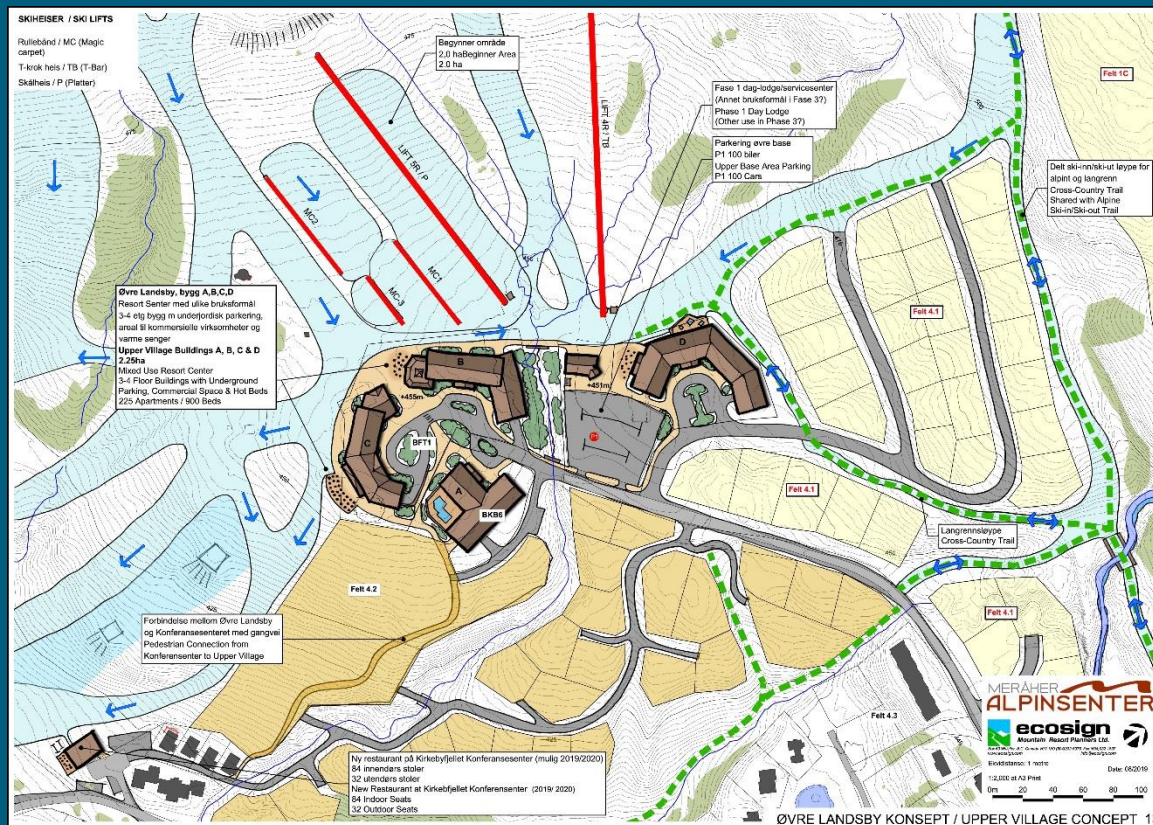 SKIHEISER / SKI LIFTS
Rullebånd / MC (Magic
carpet)
T-krok heis / TB (T-Bar)
Skålheis / P (Platter)
Begynner område
2,0 haBeginner Area
2.0 ha
Fase 1 dag-lodge/servicesenter
(Annet bruksformål i Fase 3?)
Phase 1 Day Lodge
(Other use in Phase 3?)
Parkering øvre base
P1 100 biler
Upper Base Area Parking
P1 100 Cars
Felt 1C
Delt ski-inn/ski-ut løype for
alpint og langrenn
Cross-Country Trail
Shared with Alpine
Ski-in/Ski-out Trail
LIFT 4R / TB
LIFT 5R / P
MC2
MC1
MC-3
Øvre Landsby, bygg A,B,C,D
Resort Senter med ulike bruksformål
3-4 etg bygg m underjordisk parkering,
areal til kommersielle virksomheter og
varme senger
Upper Village Buildings A, B, C & D
2.25ha
Mixed Use Resort Center
3-4 Floor Buildings with Underground
Parking, Commercial Space & Hot Beds
225 Apartments / 900 Beds
Felt 4.1
B
D
+451m
+455m
C
BFT1
P1
A
BKB6
Felt 4.1
Langrennsløype
Cross-Country Trail
Felt 4.2
Felt 4.1
Forbindelse mellom Øvre Landsby
og Konferansesenteret med gangvei
Pedestrian Connection from
Konferansenter to Upper Village
Felt 4.3
Ny restaurant på Kirkebyfjellet Konferansesenter (mulig 2019/2020)
84 innendørs stoler
32 utendørs stoler
New Restaurant at Kirkebfjellet Konferansenter (2019/ 2020)
84 Indoor Seats
32 Outdoor Seats
MERÅHER
ALPINSENTER
ecosign
Mountain Resort Planners Ltd.
Ekvidistanse: 1 metre
Date: 08/2019
1:2,000 at A3 Print
0m 20 40 60 80 100
ØVRE LANDSBY KONSEPT / UPPER VILLAGE CONCEPT